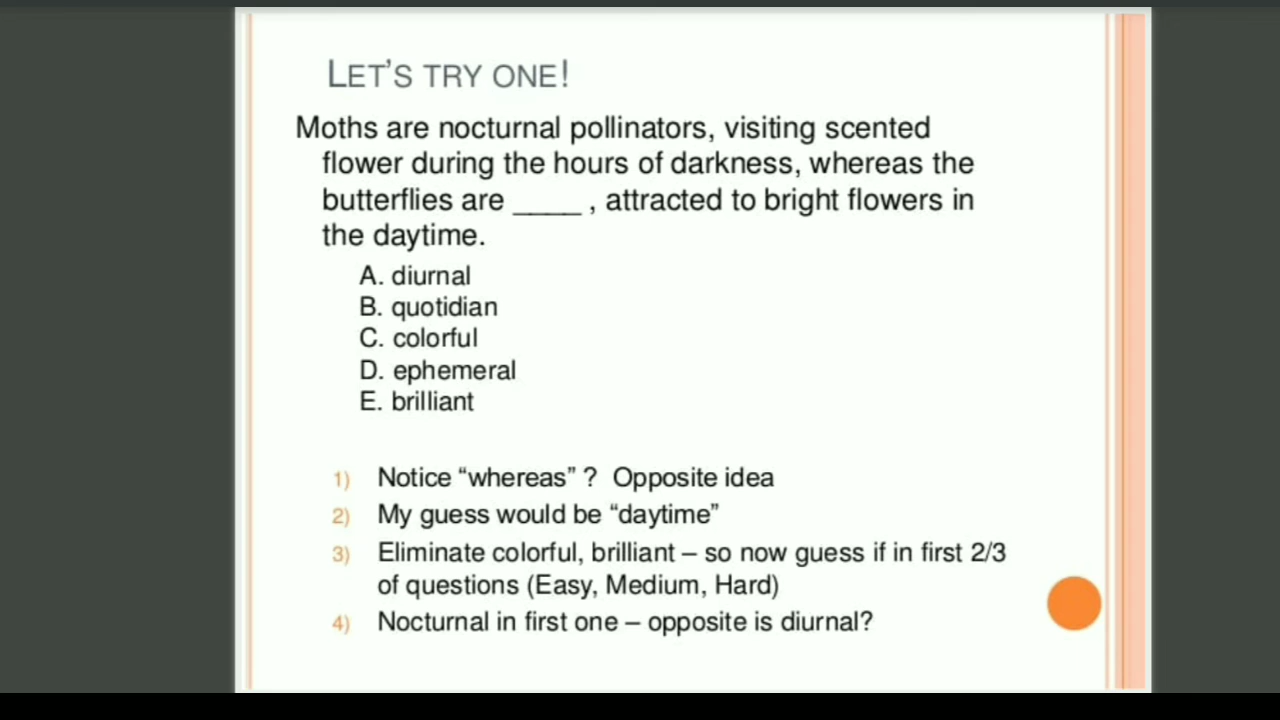 LET'S TRY ONE!
Moths are nocturnal pollinators, visiting scented
flower during the hours of darkness, whereas the
butterflies are ____ , attracted to bright flowers in
the daytime.
A. diurnal
B. quotidian
C. colorful
D. ephemeral
E. brilliant
1) Notice “whereas” ? Opposite idea
2) My guess would be “daytime”
3) Eliminate colorful, brilliant – so now guess if in first 2/3
of questions (Easy, Medium, Hard)
4) Nocturnal in first one – opposite is diurnal?